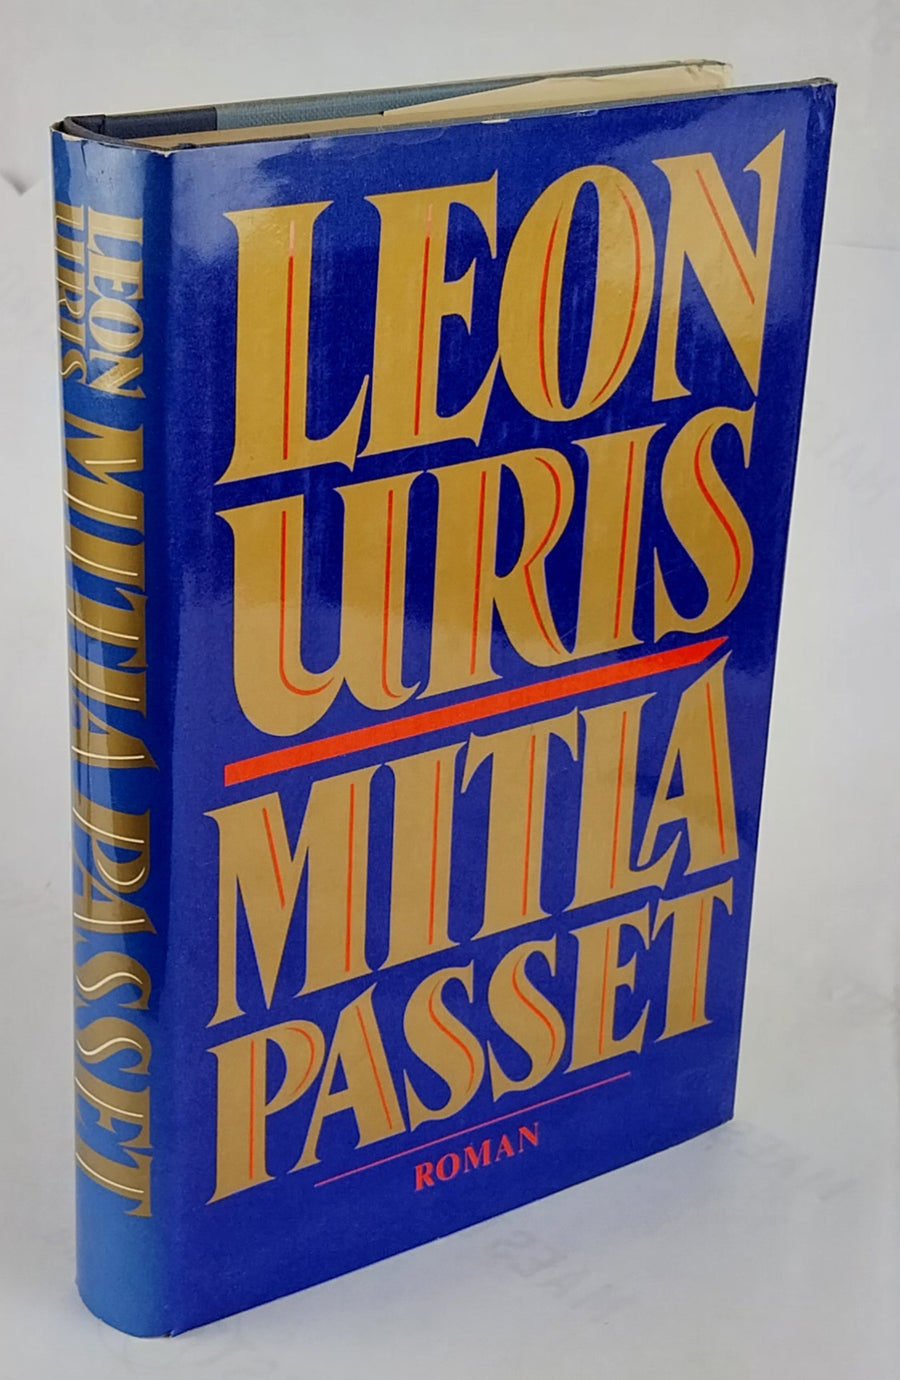 LEON
URIS
MITLA PASSET
LEON
URIS
MITLA
PASSET
ROMAN